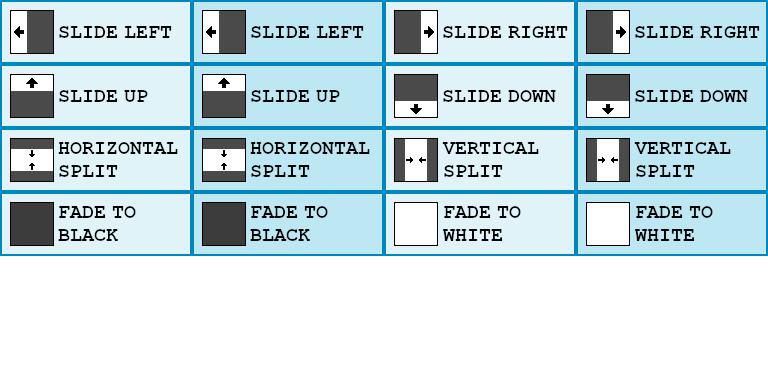 SLIDE LEFT
SLIDE LEFT
SLIDE RIGHT
SLIDE RIGHT
SLIDE UP
SLIDE UP
SLIDE DOWN
SLIDE DOWN
HORIZONTAL
SPLIT
HORIZONTAL
SPLIT
VERTICAL
SPLIT
VERTICAL
SPLIT
FADE TO
BLACK
FADE TO
BLACK
FADE TO
WHITE
FADE TO
WHITE